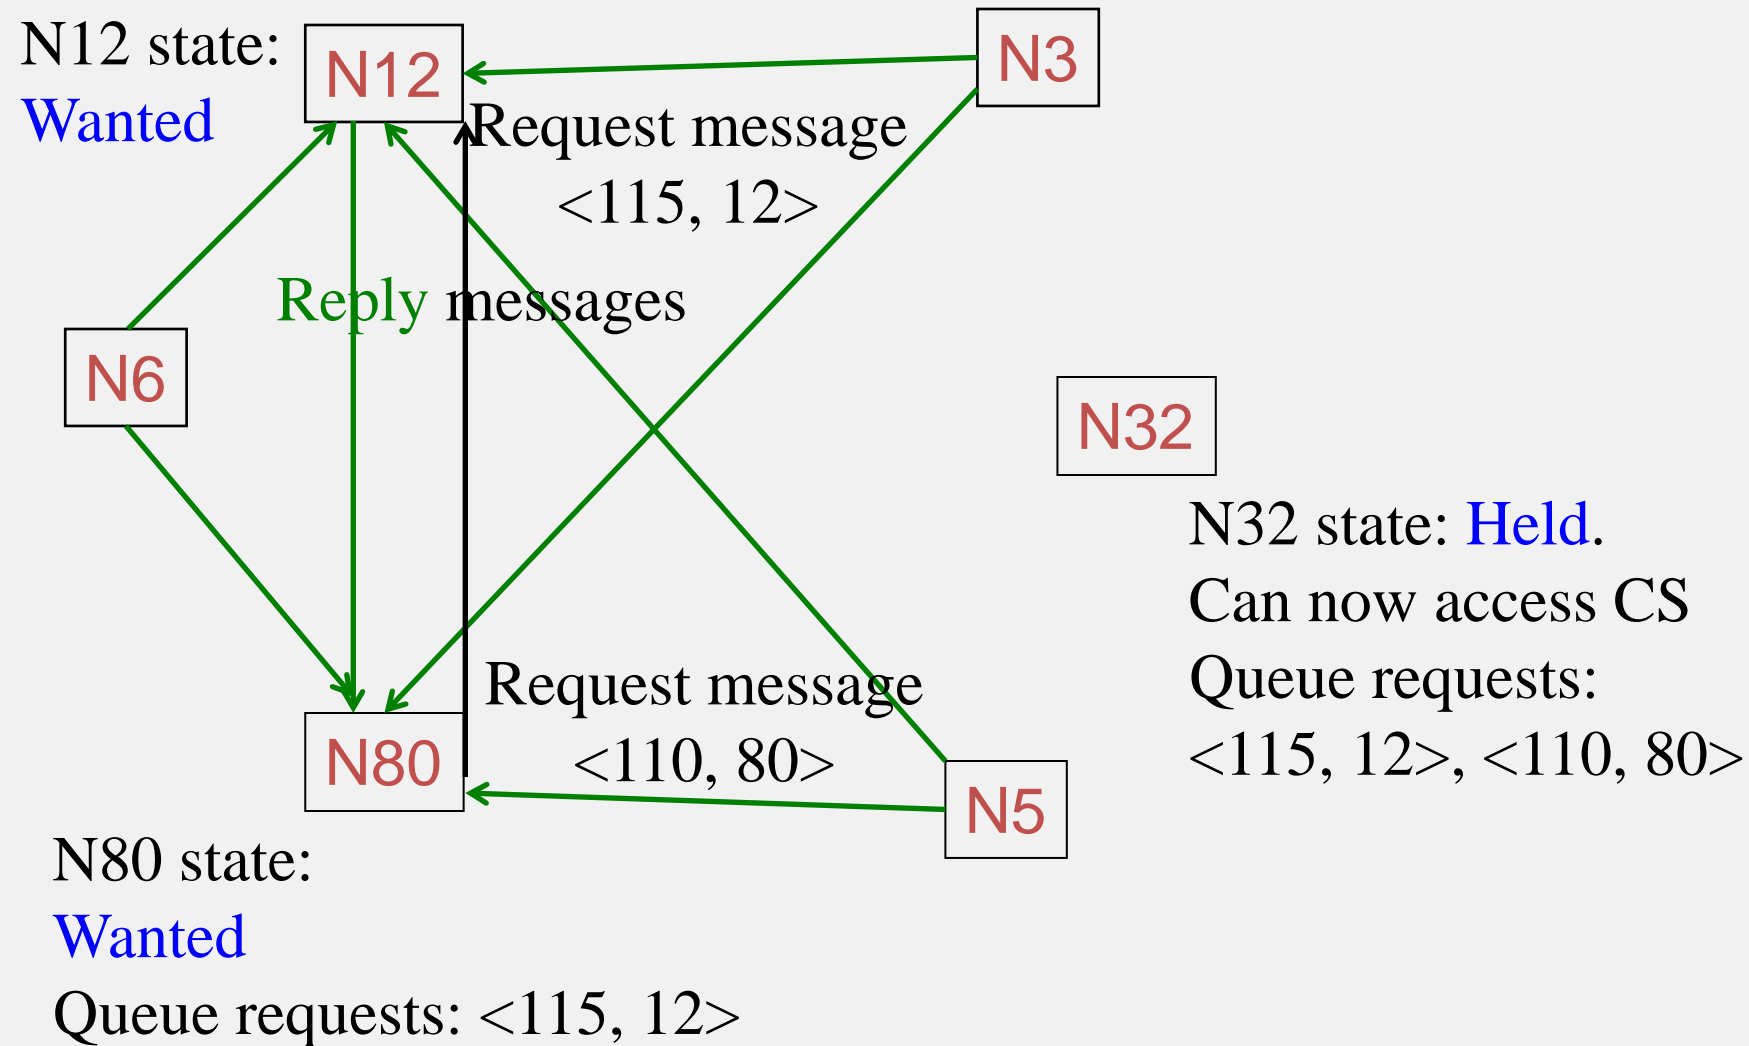 N12 state:
Wanted
N12
N3
Request message
<115, 12>
Reply messages
N6
N32
N32 state: Held.
Can now access CS
Queue requests:
<115, 12>, <110, 80>
Request message
<110, 80>
N80
N5
N80 state:
Wanted
Queue requests: <115, 12>